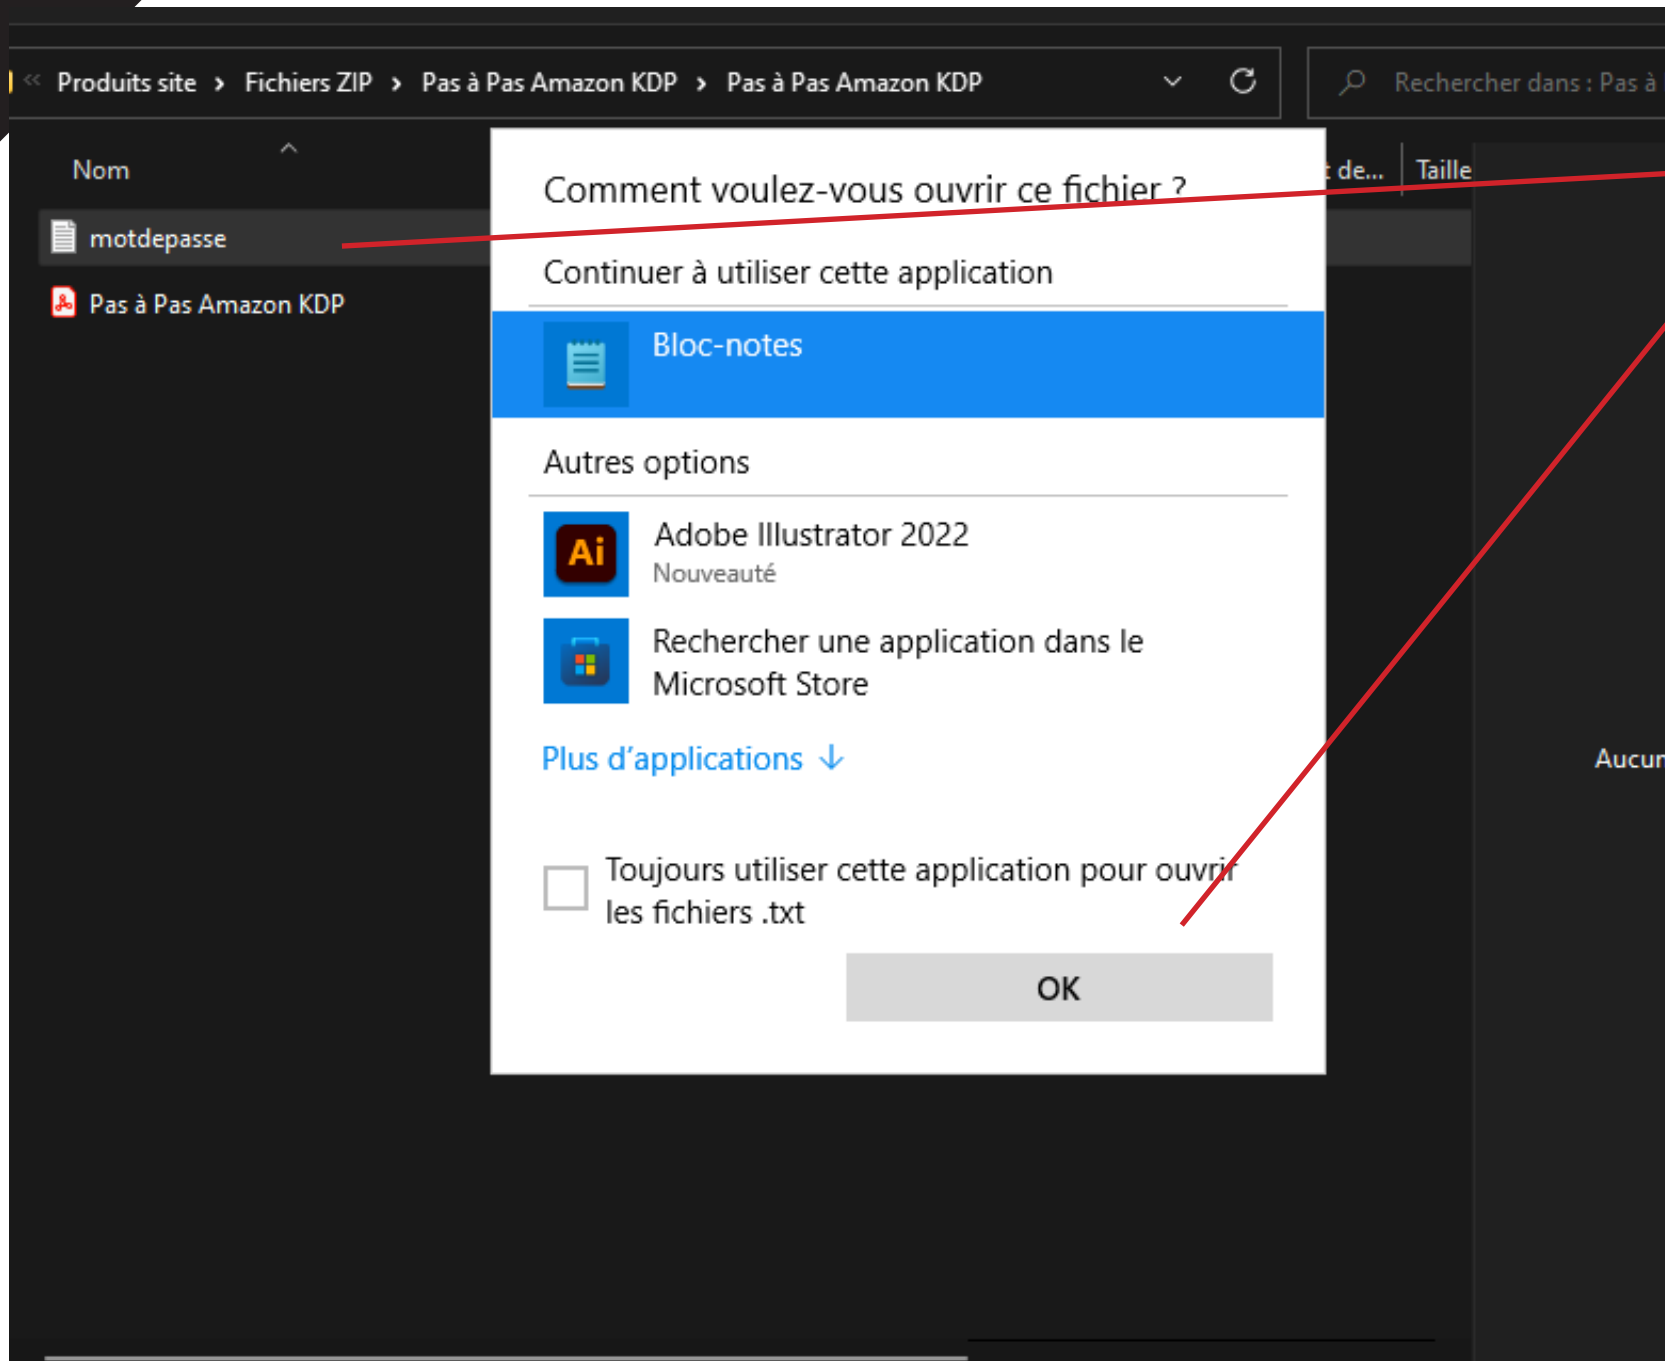 « Produits site › Fichiers ZIP › Pas à Pas Amazon KDP › Pas à Pas Amazon KDP
Rechercher dans : Pas à
Nom
de... Taille
motdepasse
Pas à Pas Amazon KDP
Comment voulez-vous ouvrir ce fichier ?
Continuer à utiliser cette application
Bloc-notes
Autres options
Ai
Adobe Illustrator 2022
Nouveauté
Rechercher une application dans le
Microsoft Store
Plus d'applications ↓
Aucun
Toujours utiliser cette application pour ouvrir
les fichiers .txt
OK